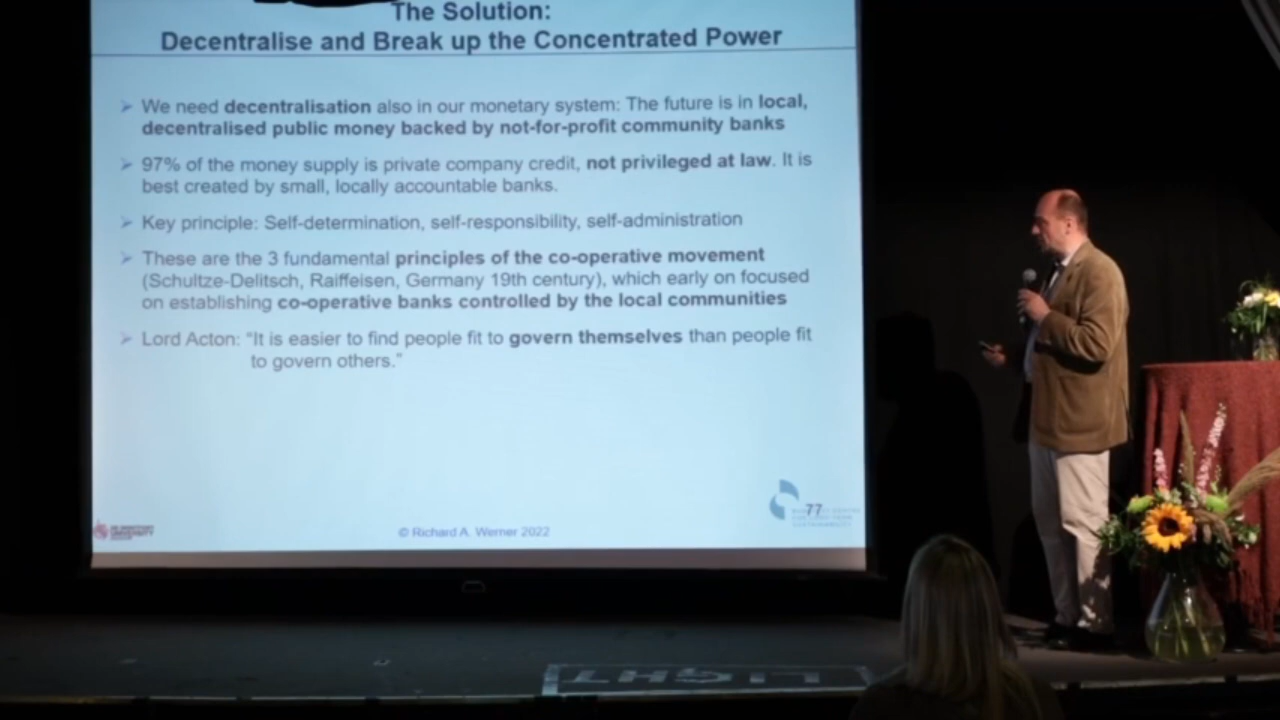 The Solution:
Decentralise and Break up the Concentrated Power
➢ We need decentralisation also in our monetary system: The future is in local,
decentralised public money backed by not-for-profit community banks
➢ 97% of the money supply is private company credit, not privileged at law. It is
best created by small, locally accountable banks.
➢ Key principle: Self-determination, self-responsibility, self-administration
➢ These are the 3 fundamental principles of the co-operative movement
(Schultze-Delitsch, Raiffeisen, Germany 19th century), which early on focused
on establishing co-operative banks controlled by the local communities
➢ Lord Acton: "It is easier to find people fit to govern themselves than people fit
to govern others."
77
© Richard A. Werner 2022
LIGHT